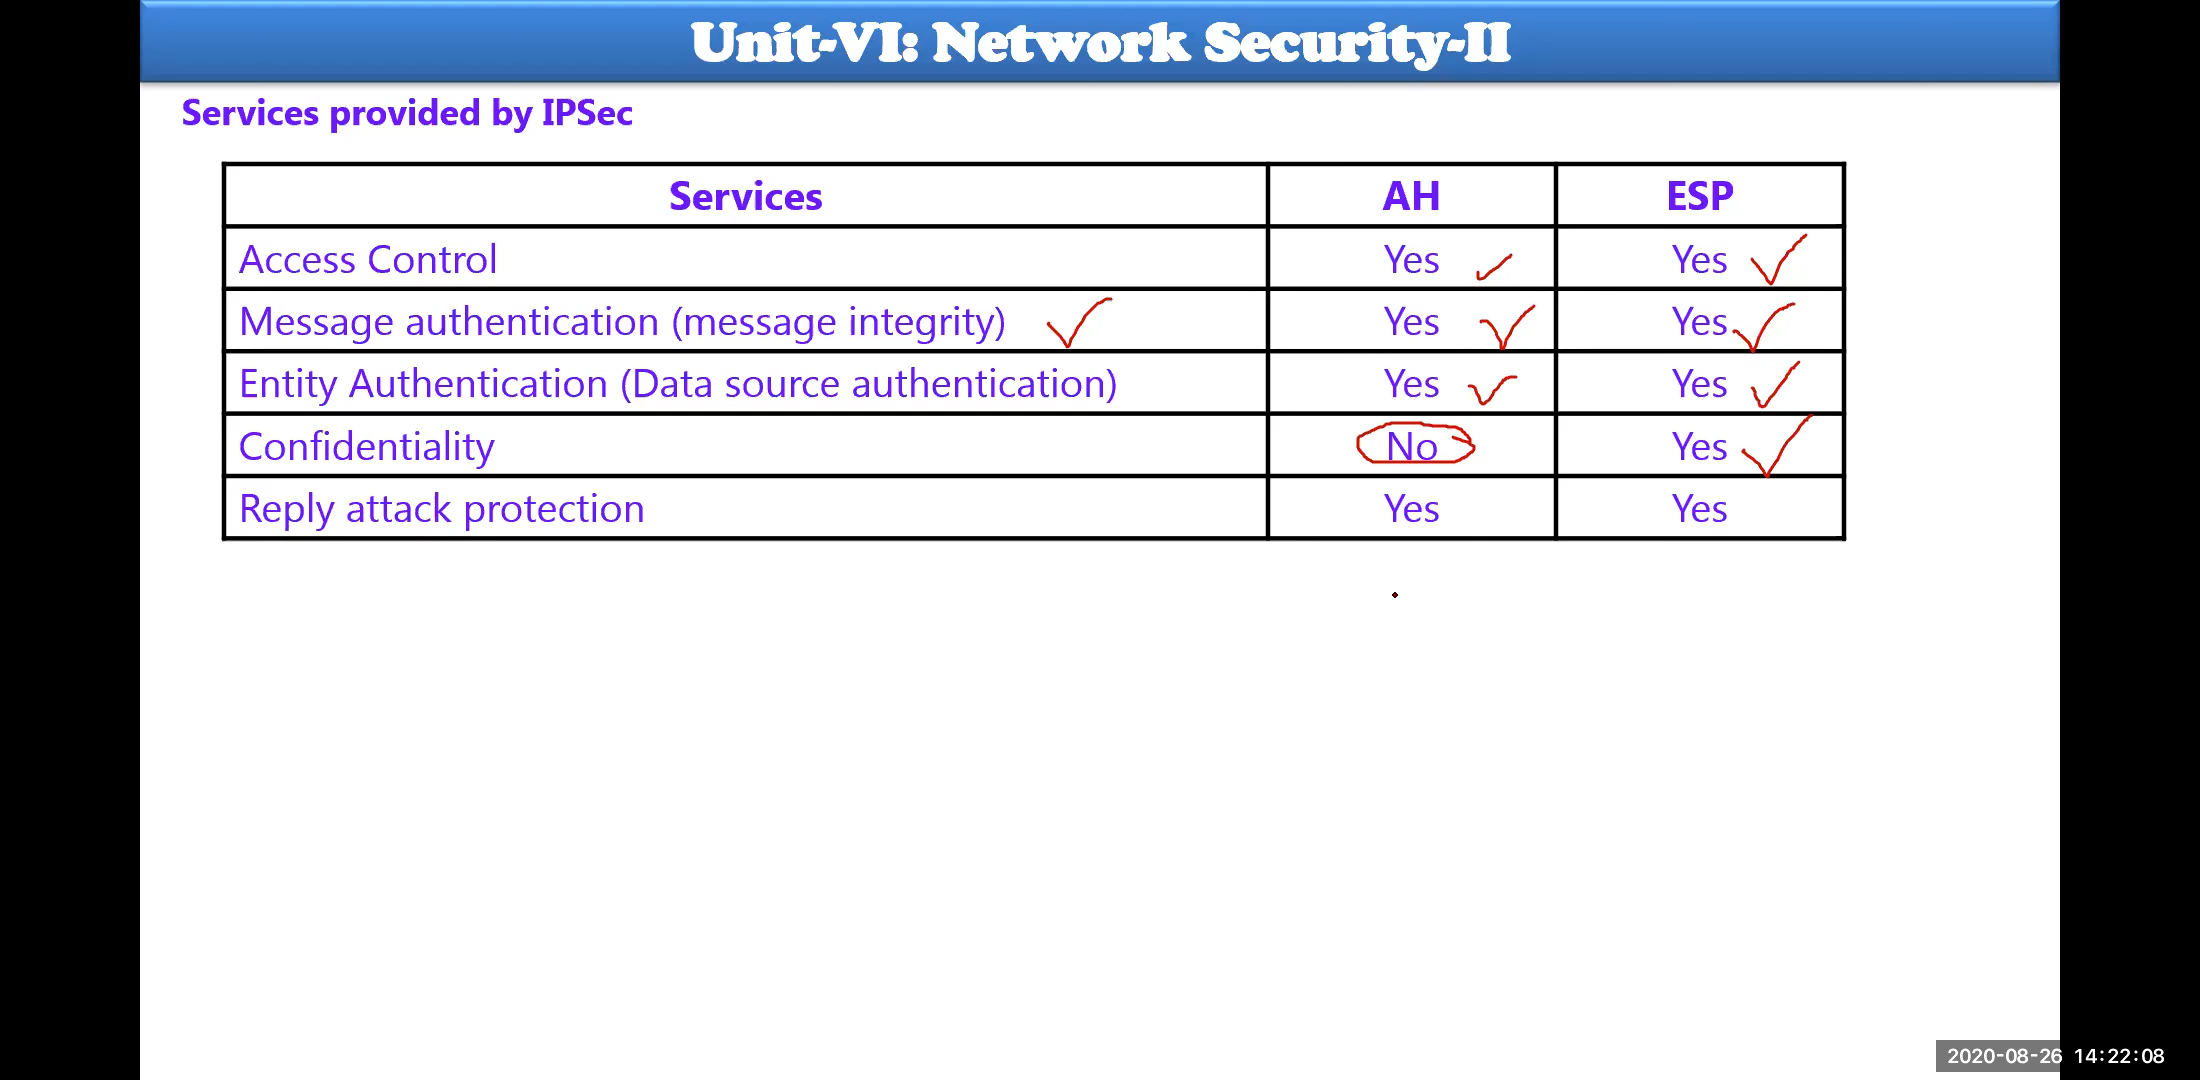 Unit-VI: Network Security-II
Services provided by IPSec
Services AH ESP
Access Control Yes Yes
Message authentication (message integrity) Yes Yes
Entity Authentication (Data source authentication) Yes Yes
Confidentiality No Yes
Reply attack protection Yes Yes
2020-08-26 14:22:08